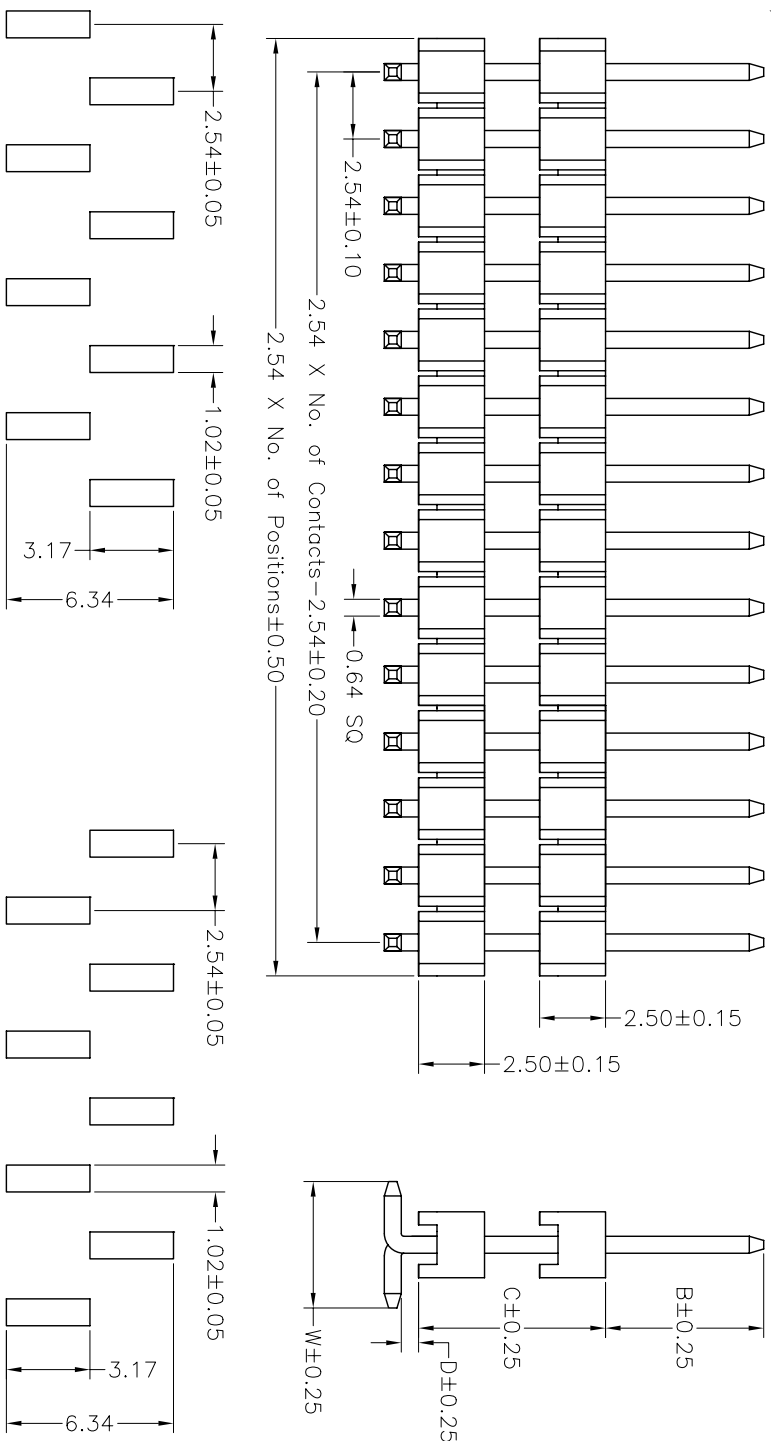 2.54±0.05
1.02±0.05
3.17
6.34
2.54±0.10
2.54 X No. of Contacts-2.54±0.20
2.54 X No. of Positions±0.50
0.64 SQ
2.50±0.15
2.50±0.15
2.54±0.05
1.02±0.05
3.17
6.34
B±0.25
C±0.25
D±0.25
W±0.25